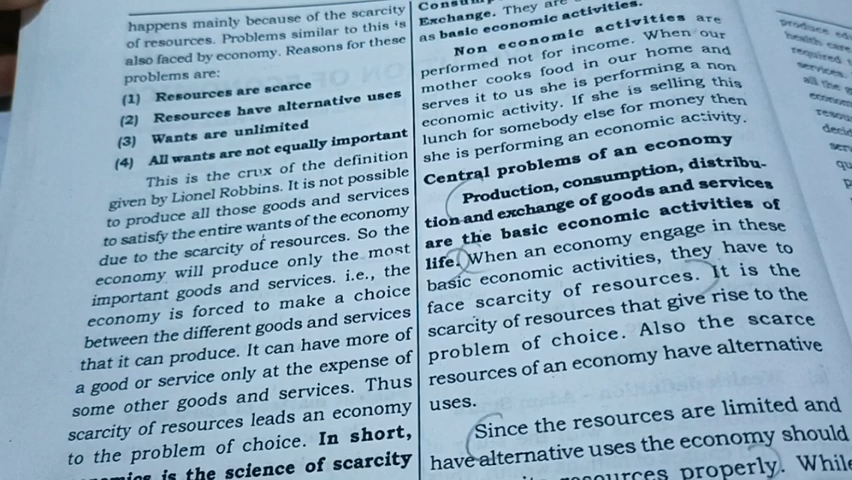 happens mainly because of the scarcity
of resources. Problems similar to this is
also faced by economy. Reasons for these
problems are:
(1) Resources are scarce
(2) Resources have alternative uses
(3) Wants are unlimited
(4) All wants are not equally important
This is the crux of the definition
given by Lionel Robbins. It is not possible
to produce all those goods and services
to satisfy the entire wants of the economy
due to the scarcity of resources. So the
economy will produce only the most
important goods and services. i.e., the
economy is forced to make a choice
between the different goods and services
that it can produce. It can have more of
a good or service only at the expense of
some other goods and services. Thus
scarcity of resources leads an economy
to the problem of choice. In short,
is the science of scarcity
Exchange. They are
as basic economic activities.
Non economic activities are
performed not for income. When our
mother cooks food in our home and
serves it to us she is performing a non
economic activity. If she is selling this
lunch for somebody else for money then
she is performing an economic activity.
Central problems of an economy
Production, consumption, distribu-
tion and exchange of goods and services
are the basic economic activities of
life. When an economy engage in these
basic economic activities, they have to
face scarcity of resources. It is the
scarcity of resources that give rise to the
problem of choice. Also the scarce
resources of an economy have alternative
uses.
Since the resources are limited and
have alternative uses the economy should
resources properly. While
produce
health care
required
services.
all the